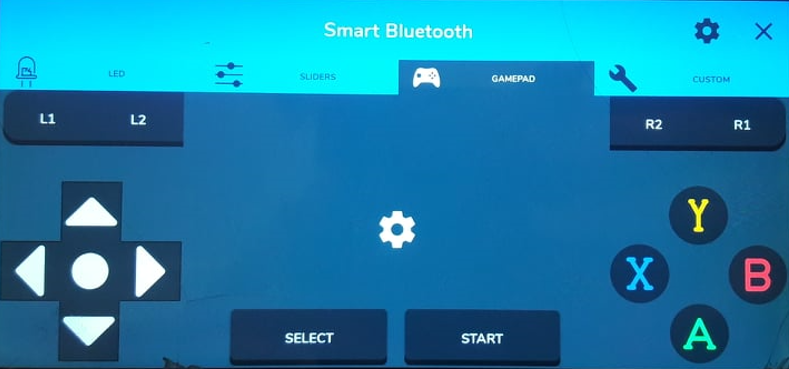 Smart Bluetooth
LED SLIDERS GAMEPAD CUSTOM
L1 L2 R2 R1
Y
X B
A
SELECT START